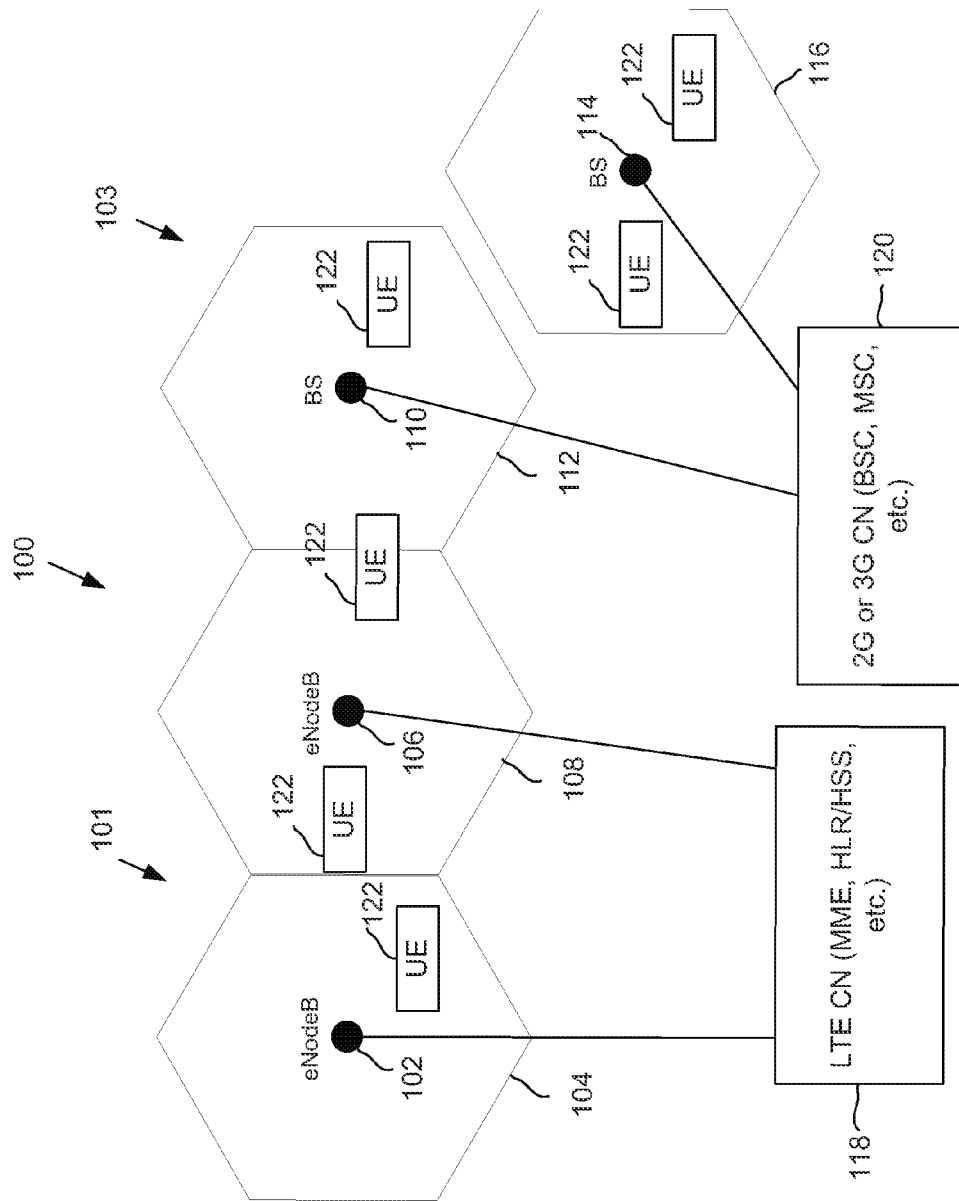 100
101
103
eNodeB
102
UE
122
104
UE
122
eNodeB
106
108
UE
122
BS
110
UE
122
112
UE
122
BS
114
UE
122
116
LTE CN (MME, HLR/HSS,
etc.)
118
2G or 3G CN (BSC, MSC,
etc.)
120